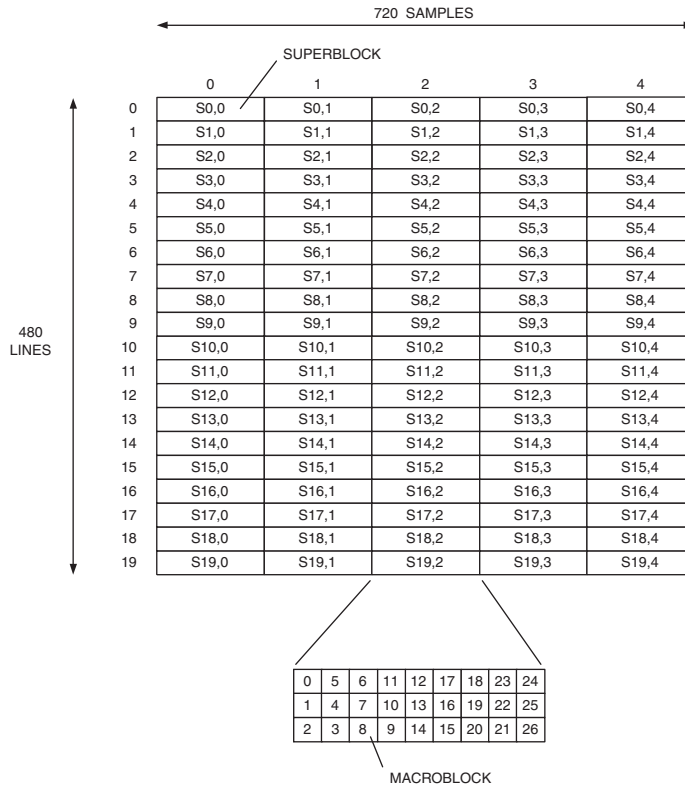 720 SAMPLES
SUPERBLOCK
0 1 2 3 4
0 S0,0 S0,1 S0,2 S0,3 S0,4
1 S1,0 S1,1 S1,2 S1,3 S1,4
2 S2,0 S2,1 S2,2 S2,3 S2,4
3 S3,0 S3,1 S3,2 S3,3 S3,4
4 S4,0 S4,1 S4,2 S4,3 S4,4
5 S5,0 S5,1 S5,2 S5,3 S5,4
6 S6,0 S6,1 S6,2 S6,3 S6,4
7 S7,0 S7,1 S7,2 S7,3 S7,4
8 S8,0 S8,1 S8,2 S8,3 S8,4
9 S9,0 S9,1 S9,2 S9,3 S9,4
480
LINES
10 S10,0 S10,1 S10,2 S10,3 S10,4
11 S11,0 S11,1 S11,2 S11,3 S11,4
12 S12,0 S12,1 S12,2 S12,3 S12,4
13 S13,0 S13,1 S13,2 S13,3 S13,4
14 S14,0 S14,1 S14,2 S14,3 S14,4
15 S15,0 S15,1 S15,2 S15,3 S15,4
16 S16,0 S16,1 S16,2 S16,3 S16,4
17 S17,0 S17,1 S17,2 S17,3 S17,4
18 S18,0 S18,1 S18,2 S18,3 S18,4
19 S19,0 S19,1 S19,2 S19,3 S19,4
0 5 6 11 12 17 18 23 24
1 4 7 10 13 16 19 22 25
2 3 8 9 14 15 20 21 26
MACROBLOCK